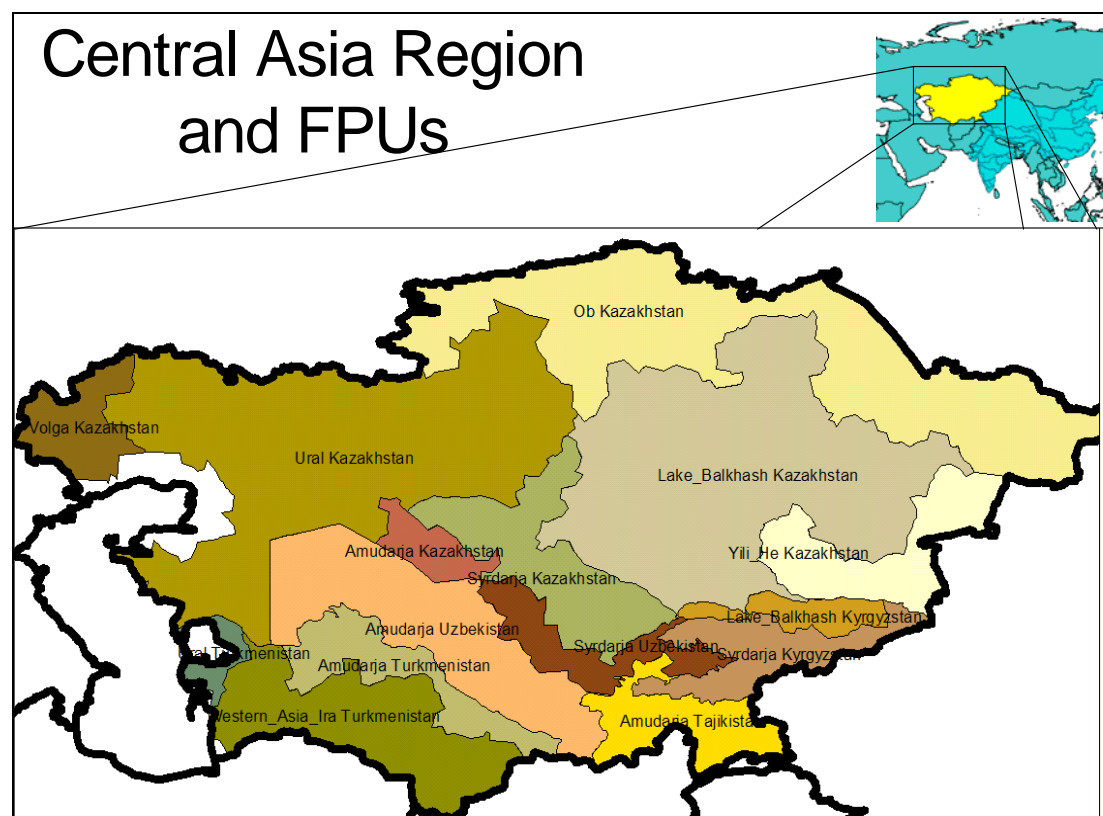 Central Asia Region
and FPUs
Ob Kazakhstan
Volga Kazakhstan
Ural Kazakhstan
Lake_Balkhash Kazakhstan
Amudarja Kazakhstan
Yili_He Kazakhstan
Syrdarja Kazakhstan
Lake_Balkhash Kyrgyzstan
Amudarja Uzbekistan
Syrdarja Uzbekistan
Syrdarja Kyrgyzstan
Ural Turkmenistan
Amudarja Turkmenistan
Western_Asia_Ira Turkmenistan
Amudarja Tajikistan